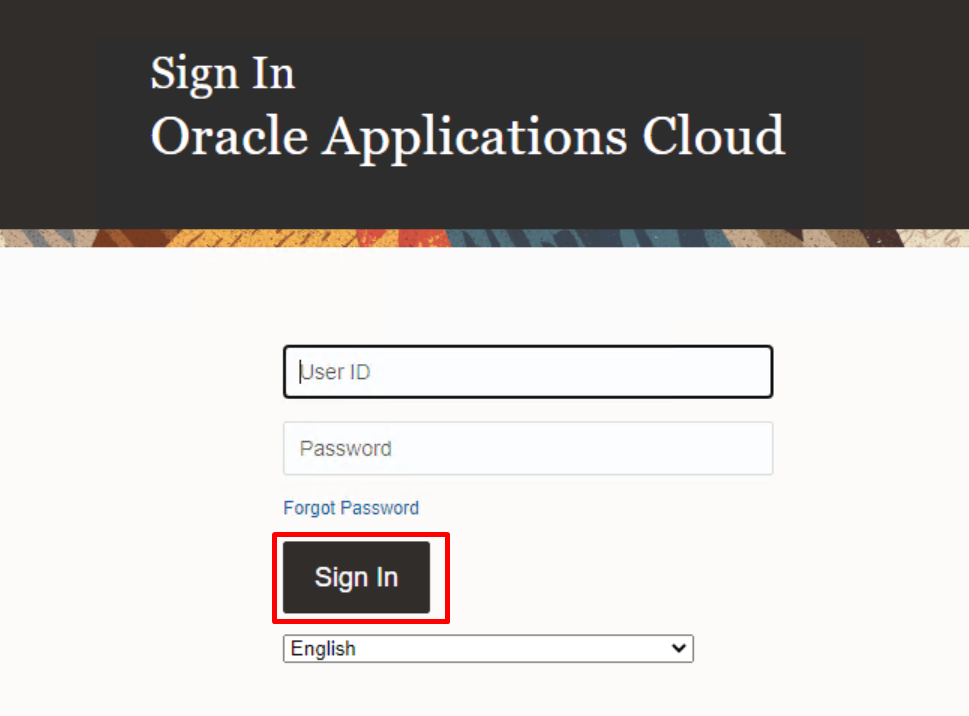 Sign In
Oracle Applications Cloud
User ID
Password
Forgot Password
Sign In
English